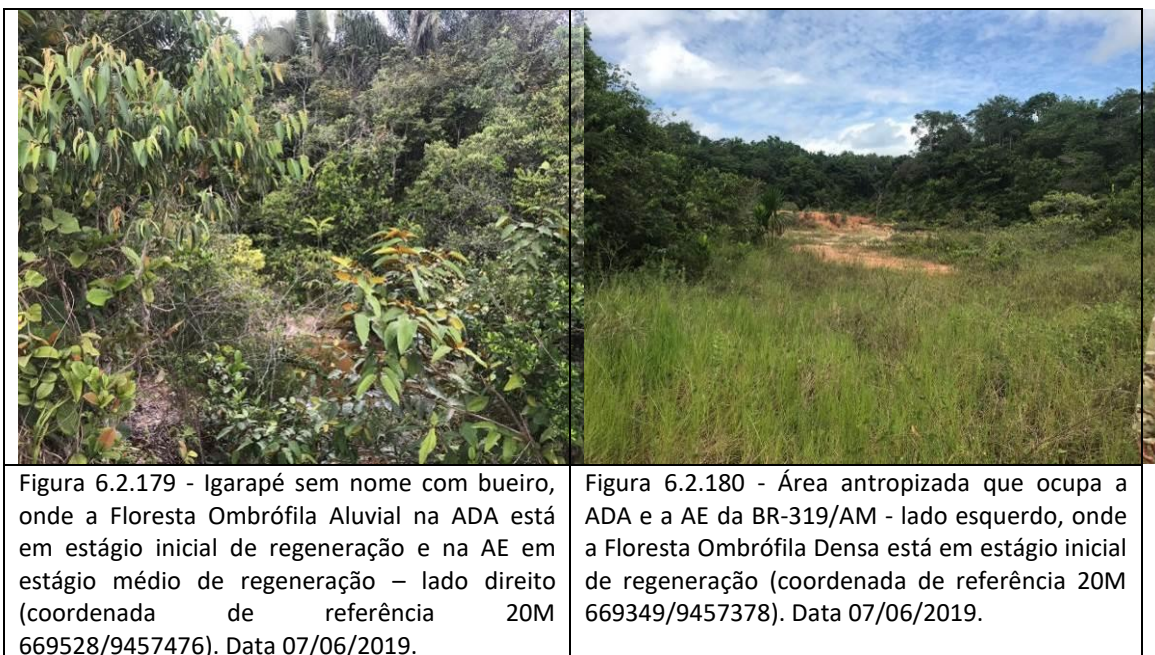 Figura 6.2.179 - Igarapé sem nome com bueiro,
onde a Floresta Ombrófila Aluvial na ADA está
em estágio inicial de regeneração e na AE em
estágio médio de regeneração – lado direito
(coordenada de referência 20M
669528/9457476). Data 07/06/2019.
Figura 6.2.180 - Área antropizada que ocupa a
ADA e a AE da BR-319/AM - lado esquerdo, onde
a Floresta Ombrófila Densa está em estágio inicial
de regeneração (coordenada de referência 20M
669349/9457378). Data 07/06/2019.